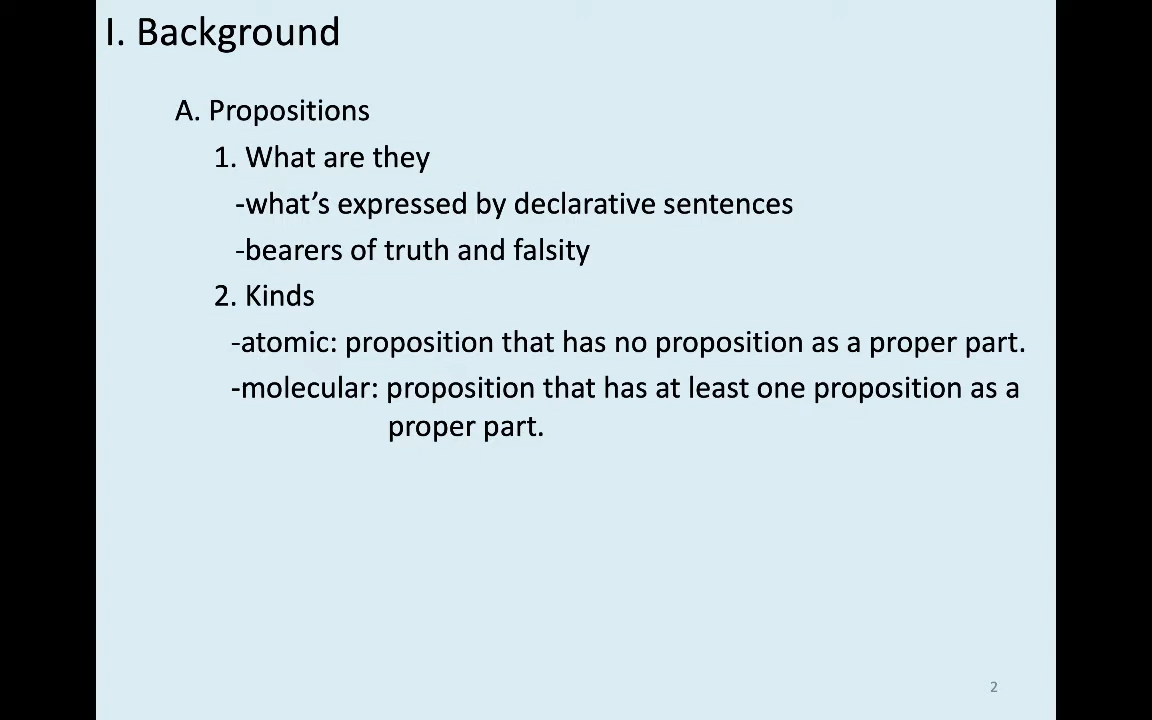 I. Background
A. Propositions
1. What are they
-what’s expressed by declarative sentences
-bearers of truth and falsity
2. Kinds
-atomic: proposition that has no proposition as a proper part.
-molecular: proposition that has at least one proposition as a
proper part.
2